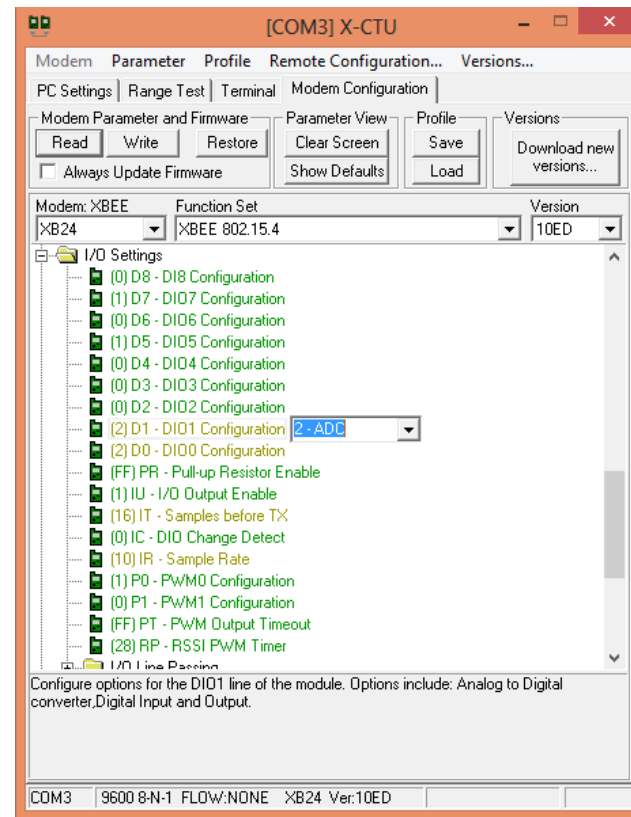 [COM3] X-CTU
Modem Parameter Profile Remote Configuration... Versions...
PC Settings Range Test Terminal Modem Configuration
Modem Parameter and Firmware Parameter View Profile Versions
Read Write Restore Clear Screen Save Download new versions...
Always Update Firmware Show Defaults Load
Modem: XBEE Function Set Version
XB24 XBEE 802.15.4 10ED
I/O Settings
(0) D8 - DI8 Configuration
(1) D7 - DIO7 Configuration
(0) D6 - DIO6 Configuration
(1) D5 - DIO5 Configuration
(0) D4 - DIO4 Configuration
(0) D3 - DIO3 Configuration
(0) D2 - DIO2 Configuration
(2) D1 - DIO1 Configuration 2 - ADC
(2) D0 - DIO0 Configuration
(FF) PR - Pull-up Resistor Enable
(1) IU - I/O Output Enable
(16) IT - Samples before TX
(0) IC - DIO Change Detect
(10) IR - Sample Rate
(1) P0 - PWM0 Configuration
(0) P1 - PWM1 Configuration
(FF) PT - PWM Output Timeout
(28) RP - RSSI PWM Timer
I/O Line Passing
Configure options for the DIO1 line of the module. Options include: Analog to Digital
converter,Digital Input and Output.
COM3 9600 8-N-1 FLOW:NONE XB24 Ver:10ED